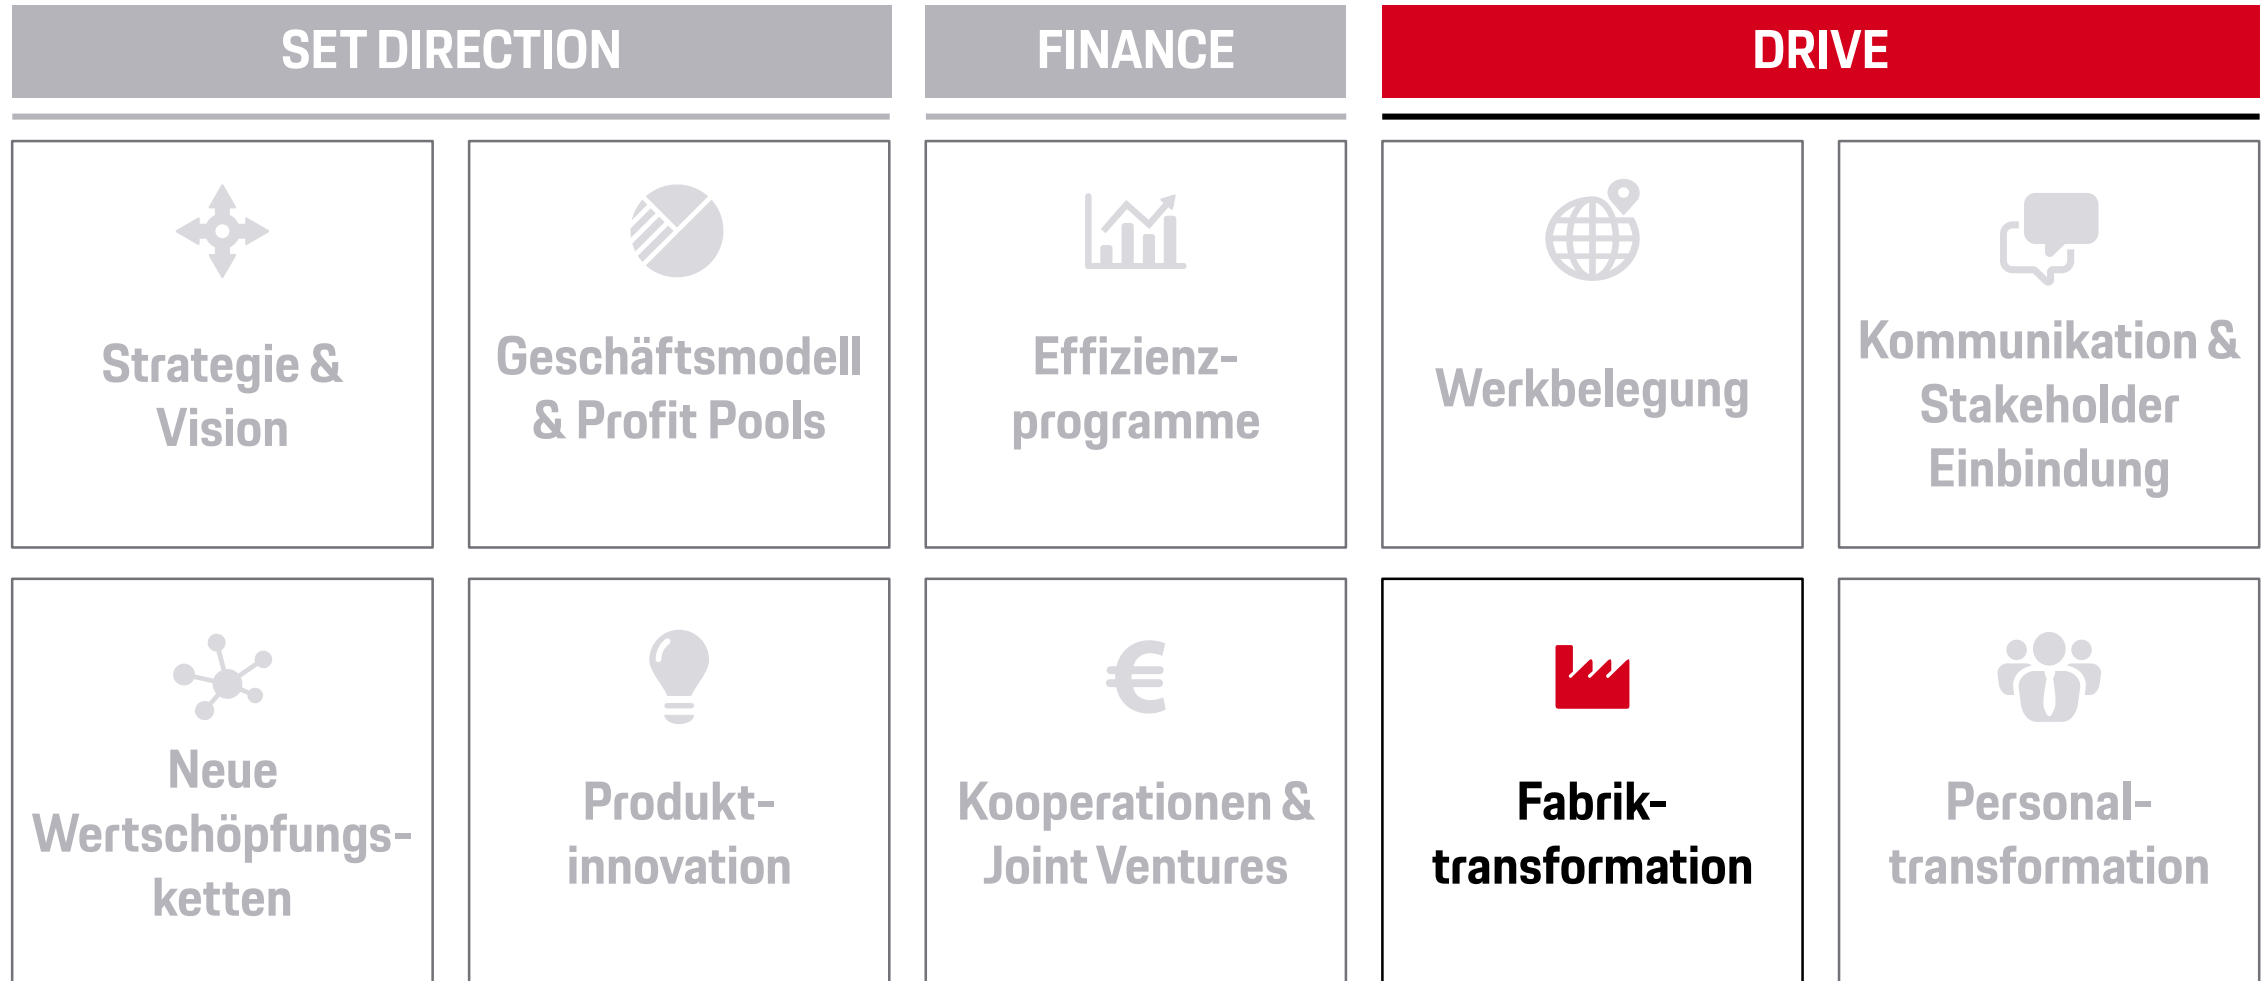 SET DIRECTION
FINANCE
DRIVE
Strategie &
Vision
Geschäftsmodell
& Profit Pools
Effizienz-
programme
Werkbelegung
Kommunikation &
Stakeholder
Einbindung
Neue
Wertschöpfungs-
ketten
Produkt-
innovation
Kooperationen &
Joint Ventures
Fabrik-
transformation
Personal-
transformation